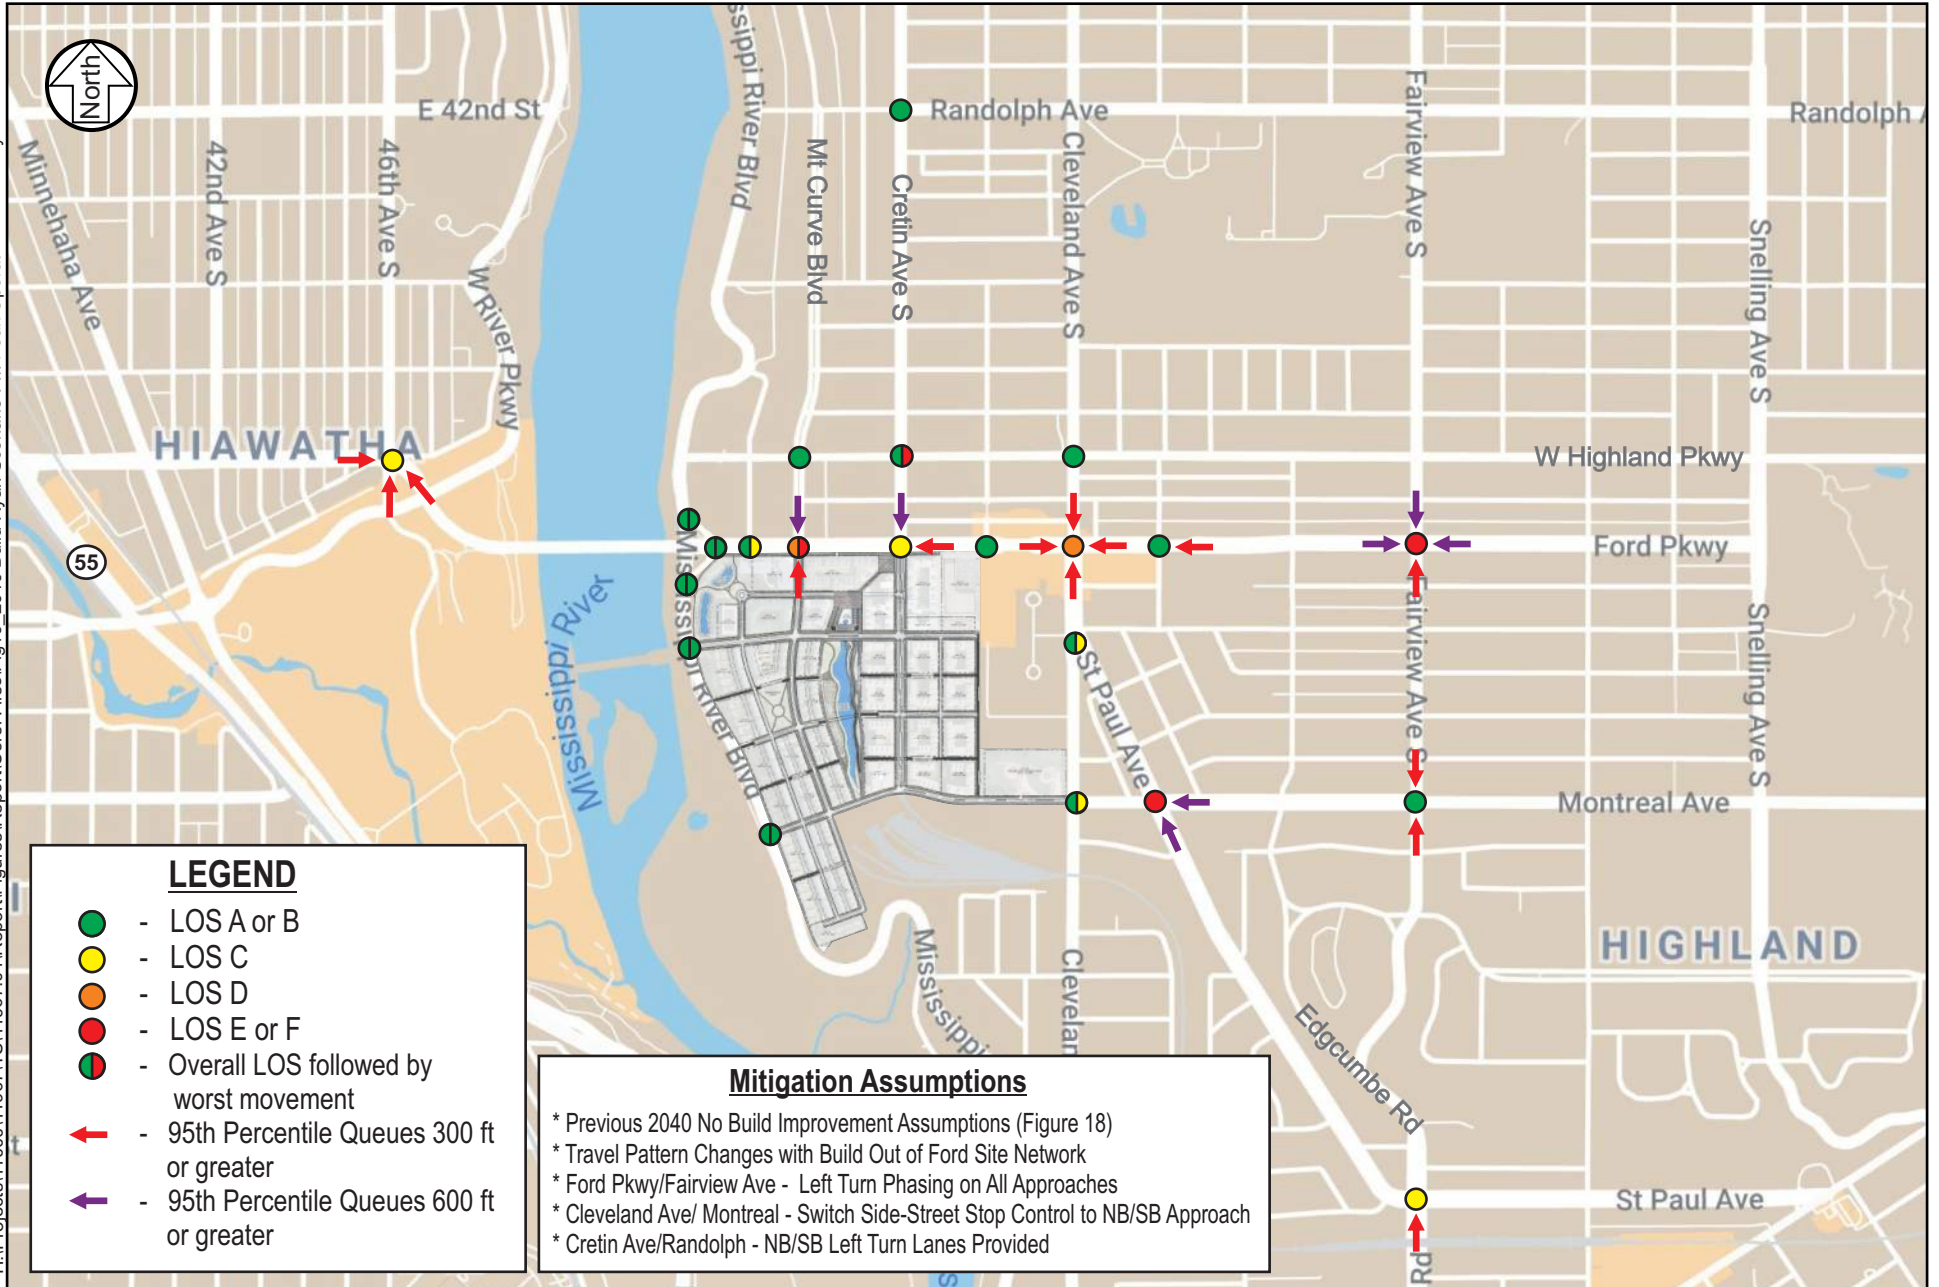 North
E 42nd St
Minnehaha Ave
42nd Ave S
46th Ave S
W River Pkwy
ssippi River Blvd
Mt Curve Blvd
Cretin Ave S
Randolph Ave
Cleveland Ave S
Fairview Ave S
Randolph
Snelling Ave S
HIAWATHA
W Highland Pkwy
Ford Pkwy
55
Mississippi River
Mississippi River Blvd
St Paul Ave
Fairview Ave S
Snelling Ave S
Montreal Ave
HIGHLAND
Mississippi
Clevelan
Edgcumbe Rd
St Paul Ave
Rd
LEGEND
- LOS A or B
- LOS C
- LOS D
- LOS E or F
- Overall LOS followed by
worst movement
- 95th Percentile Queues 300 ft
or greater
- 95th Percentile Queues 600 ft
or greater
Mitigation Assumptions
* Previous 2040 No Build Improvement Assumptions (Figure 18)
* Travel Pattern Changes with Build Out of Ford Site Network
* Ford Pkwy/Fairview Ave - Left Turn Phasing on All Approaches
* Cleveland Ave/ Montreal - Switch Side-Street Stop Control to NB/SB Approach
* Cretin Ave/Randolph - NB/SB Left Turn Lanes Provided